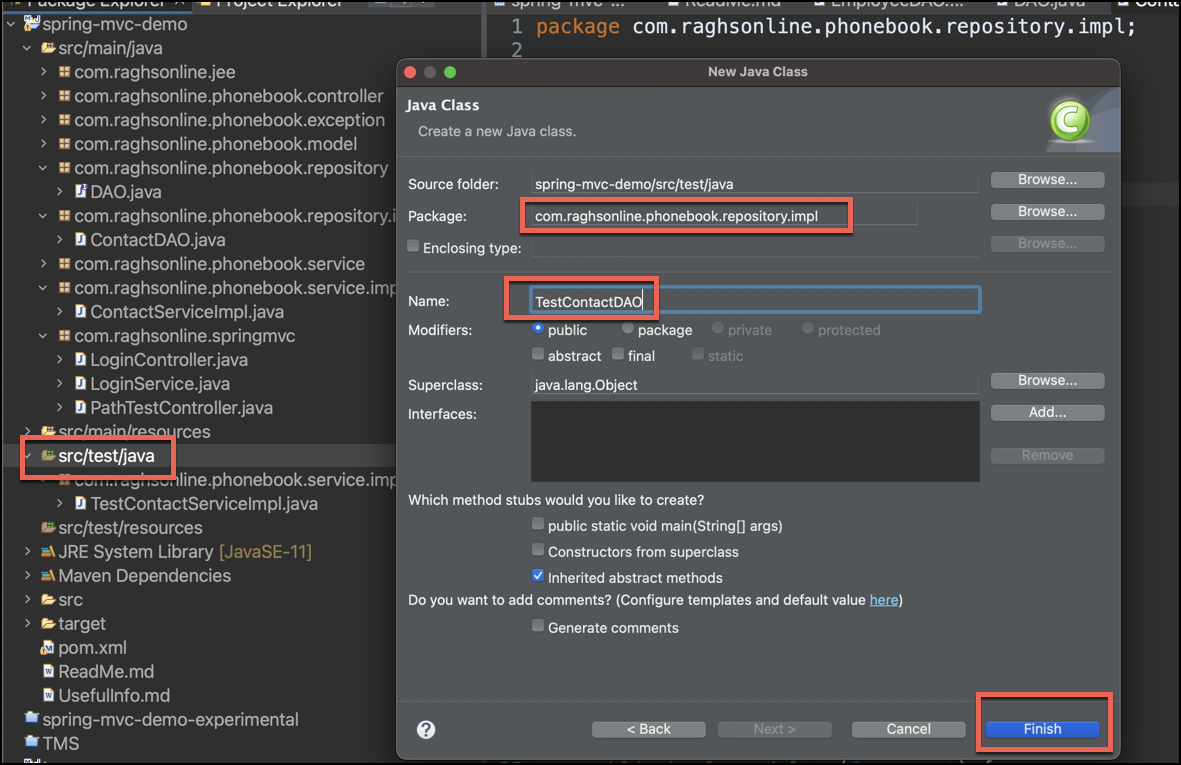 Package Explorer
Project Explorer
spring-mvc-demo
src/main/java
com.raghsonline.jee
com.raghsonline.phonebook.controller
com.raghsonline.phonebook.exception
com.raghsonline.phonebook.model
com.raghsonline.phonebook.repository
DAO.java
com.raghsonline.phonebook.repository.i
ContactDAO.java
com.raghsonline.phonebook.service
com.raghsonline.phonebook.service.imp
ContactServiceImpl.java
com.raghsonline.springmvc
LoginController.java
LoginService.java
PathTestController.java
src/main/resources
src/test/java
com.raghsonline.phonebook.service.imp
TestContactServiceImpl.java
src/test/resources
JRE System Library [JavaSE-11]
Maven Dependencies
src
target
pom.xml
ReadMe.md
UsefulInfo.md
spring-mvc-demo-experimental
TMS
spring-mvc-...
ReadMe.md
EmployeeDAO....
DAO.java
1 package com.raghsonline.phonebook.repository.impl;
2
New Java Class
Java Class
Create a new Java class.
C
Source folder: spring-mvc-demo/src/test/java Browse...
Package: com.raghsonline.phonebook.repository.impl Browse...
Enclosing type: Browse...
Name: TestContactDAO
Modifiers: public package private protected
abstract final static
Superclass: java.lang.Object Browse...
Interfaces: Add...
Remove
Which method stubs would you like to create?
public static void main(String[] args)
Constructors from superclass
Inherited abstract methods
Do you want to add comments? (Configure templates and default value here)
Generate comments
? < Back Next > Cancel Finish